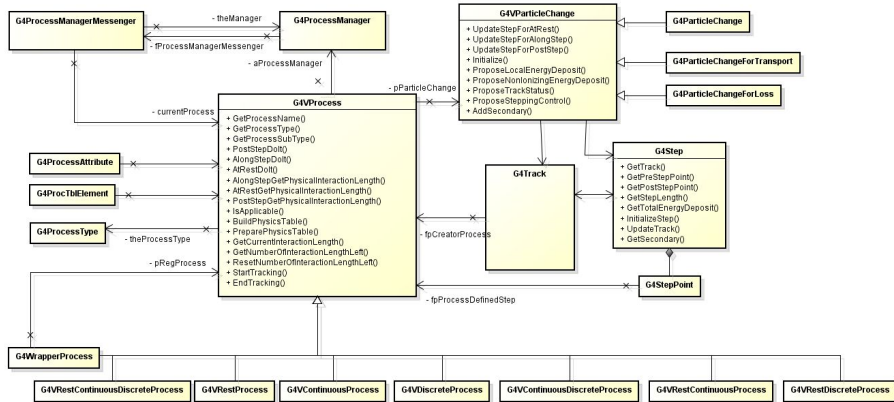 G4ProcessManagerMessenger
- theManager
G4ProcessManager
- fProcessManagerMessenger
- aProcessManager
- currentProcess
G4VParticleChange
+ UpdateStepForAtRest()
+ UpdateStepForAlongStep()
+ UpdateStepForPostStep()
+ Initialize()
+ ProposeLocalEnergyDeposit()
+ ProposeNonIonizingEnergyDeposit()
+ ProposeTrackStatus()
+ ProposeSteppingControl()
+ AddSecondary()
G4ParticleChange
G4ParticleChangeForTransport
G4ParticleChangeForLoss
- pParticleChange
G4VProcess
+ GetProcessName()
+ GetProcessType()
+ GetProcessSubType()
+ PostStepDoIt()
+ AlongStepDoIt()
+ AtRestDoIt()
+ AlongStepGetPhysicalInteractionLength()
+ AtRestGetPhysicalInteractionLength()
+ PostStepGetPhysicalInteractionLength()
+ IsApplicable()
+ BuildPhysicsTable()
+ PreparePhysicsTable()
+ GetCurrentInteractionLength()
+ GetNumberOfInteractionLengthLeft()
+ ResetNumberOfInteractionLengthLeft()
+ StartTracking()
+ EndTracking()
G4ProcessAttribute
G4ProcTblElement
G4ProcessType
- theProcessType
- pRegProcess
G4Track
- fpCreatorProcess
G4Step
+ GetTrack()
+ GetPreStepPoint()
+ GetPostStepPoint()
+ GetStepLength()
+ GetTotalEnergyDeposit()
+ InitializeStep()
+ UpdateTrack()
+ GetSecondary()
G4StepPoint
- fpProcessDefinedStep
G4WrapperProcess
G4VRestContinuousDiscreteProcess
G4VRestProcess
G4VContinuousProcess
G4VDiscreteProcess
G4VContinuousDiscreteProcess
G4VRestContinuousProcess
G4VRestDiscreteProcess